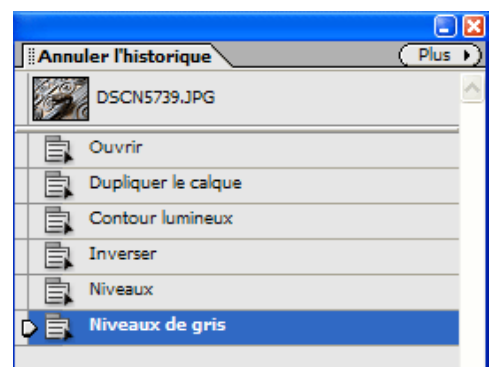 Annuler l'historique
Plus
DSCN5739.JPG
Ouvrir
Dupliquer le calque
Contour lumineux
Inverser
Niveaux
Niveaux de gris